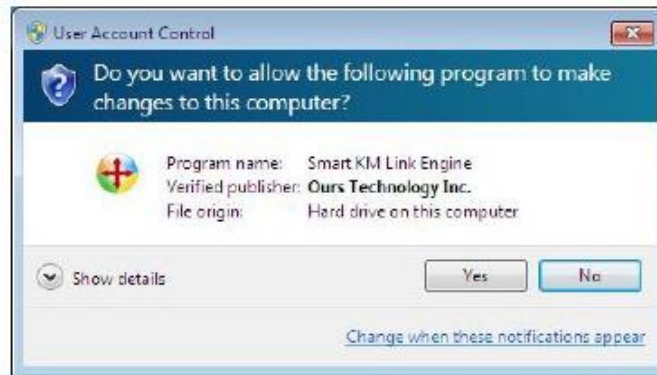 User Account Control
Do you want to allow the following program to make
changes to this computer?
Program name: Smart KM Link Engine
Verified publisher: Ours Technology Inc.
File origin: Hard drive on this computer
Show details
Yes
No
Change when these notifications appear